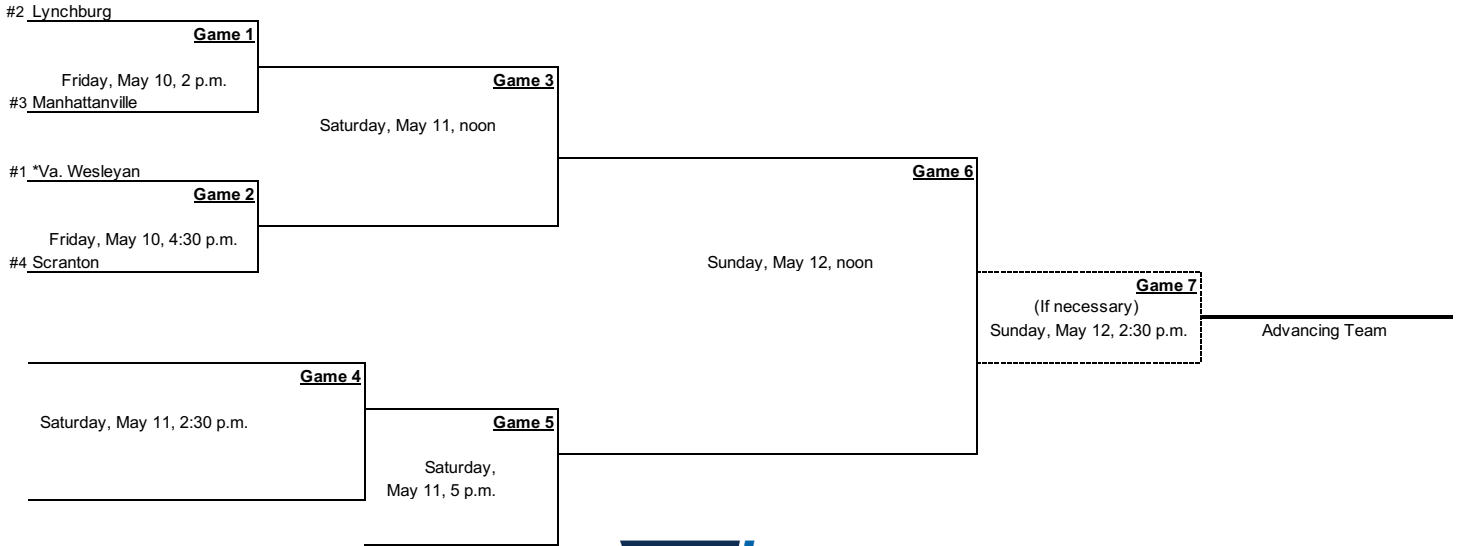 #2 Lynchburg
Game 1
Friday, May 10, 2 p.m.
#3 Manhattanville
Game 3
Saturday, May 11, noon
#1 *Va. Wesleyan
Game 2
Friday, May 10, 4:30 p.m.
#4 Scranton
Game 6
Sunday, May 12, noon
Game 7
(If necessary)
Sunday, May 12, 2:30 p.m.
Advancing Team
Game 4
Saturday, May 11, 2:30 p.m.
Game 5
Saturday,
May 11, 5 p.m.